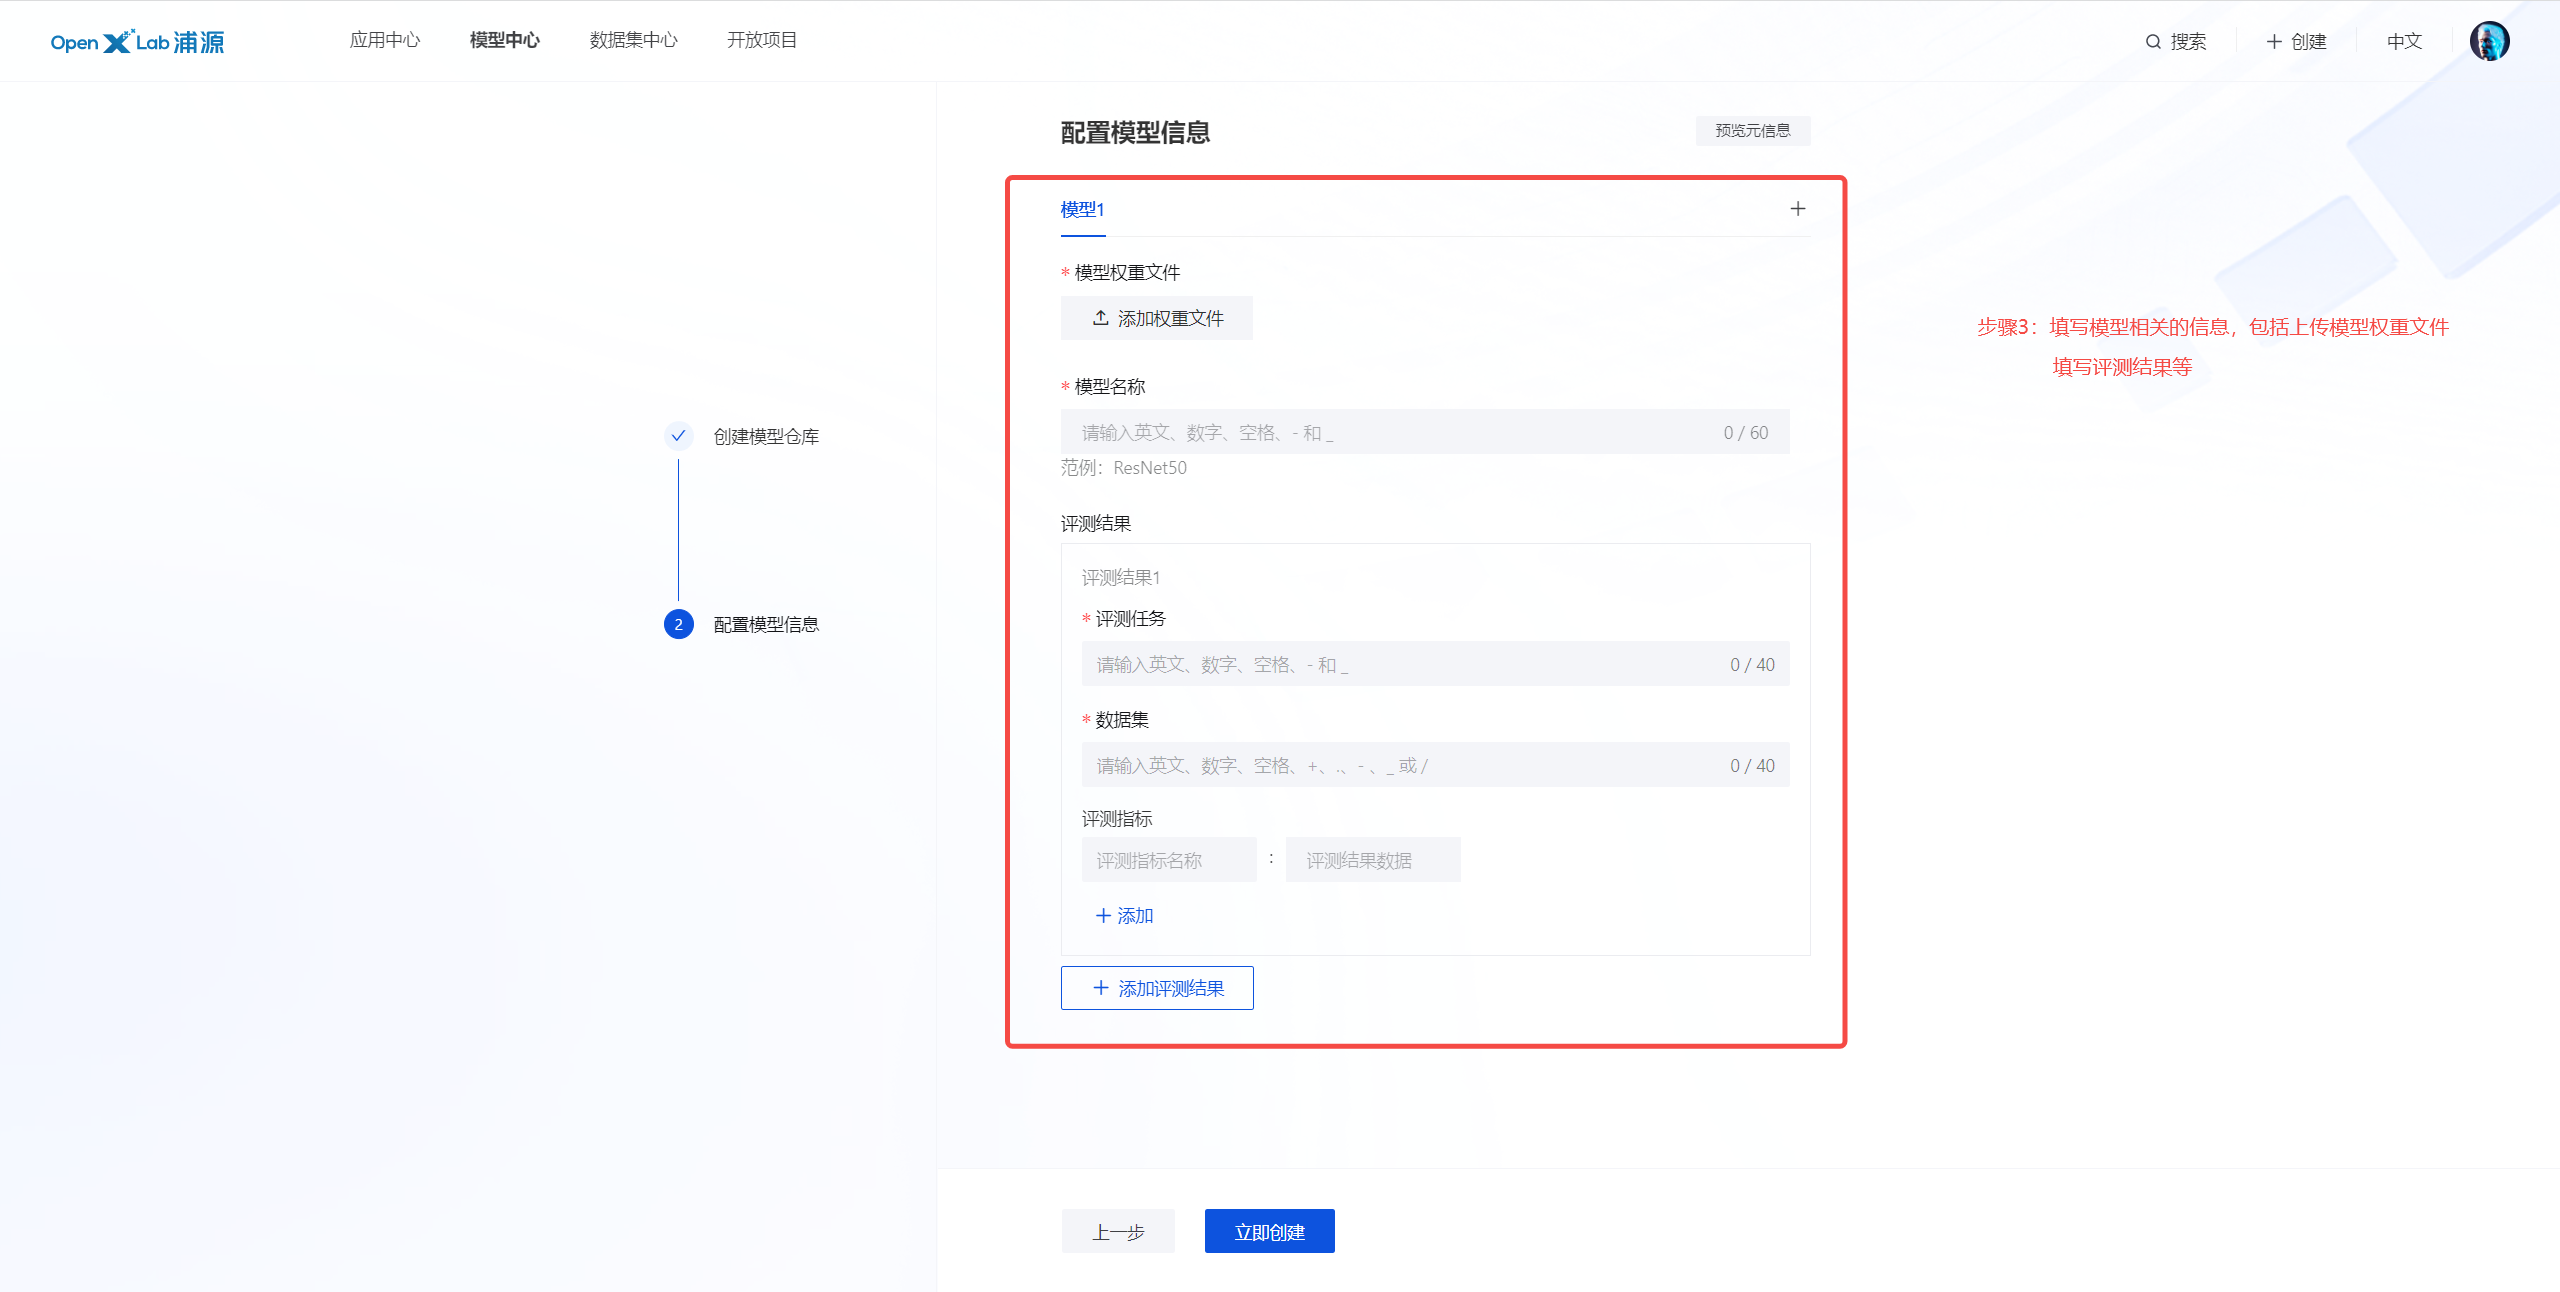 Open X Lab 浦源
应用中心 模型中心 数据集中心 开放项目 搜索 + 创建 中文
配置模型信息 预览元信息
模型1 +
* 模型权重文件
添加权重文件
步骤3：填写模型相关的信息，包括上传模型权重文件
填写评测结果等
* 模型名称
请输入英文、数字、空格、- 和 _ 0 / 60
范例：ResNet50
创建模型仓库
评测结果
评测结果1
* 评测任务
2 配置模型信息
请输入英文、数字、空格、- 和 _ 0 / 40
* 数据集
请输入英文、数字、空格、+、.、- 、_ 或 / 0 / 40
评测指标
评测指标名称 : 评测结果数据
+ 添加
+ 添加评测结果
上一步 立即创建